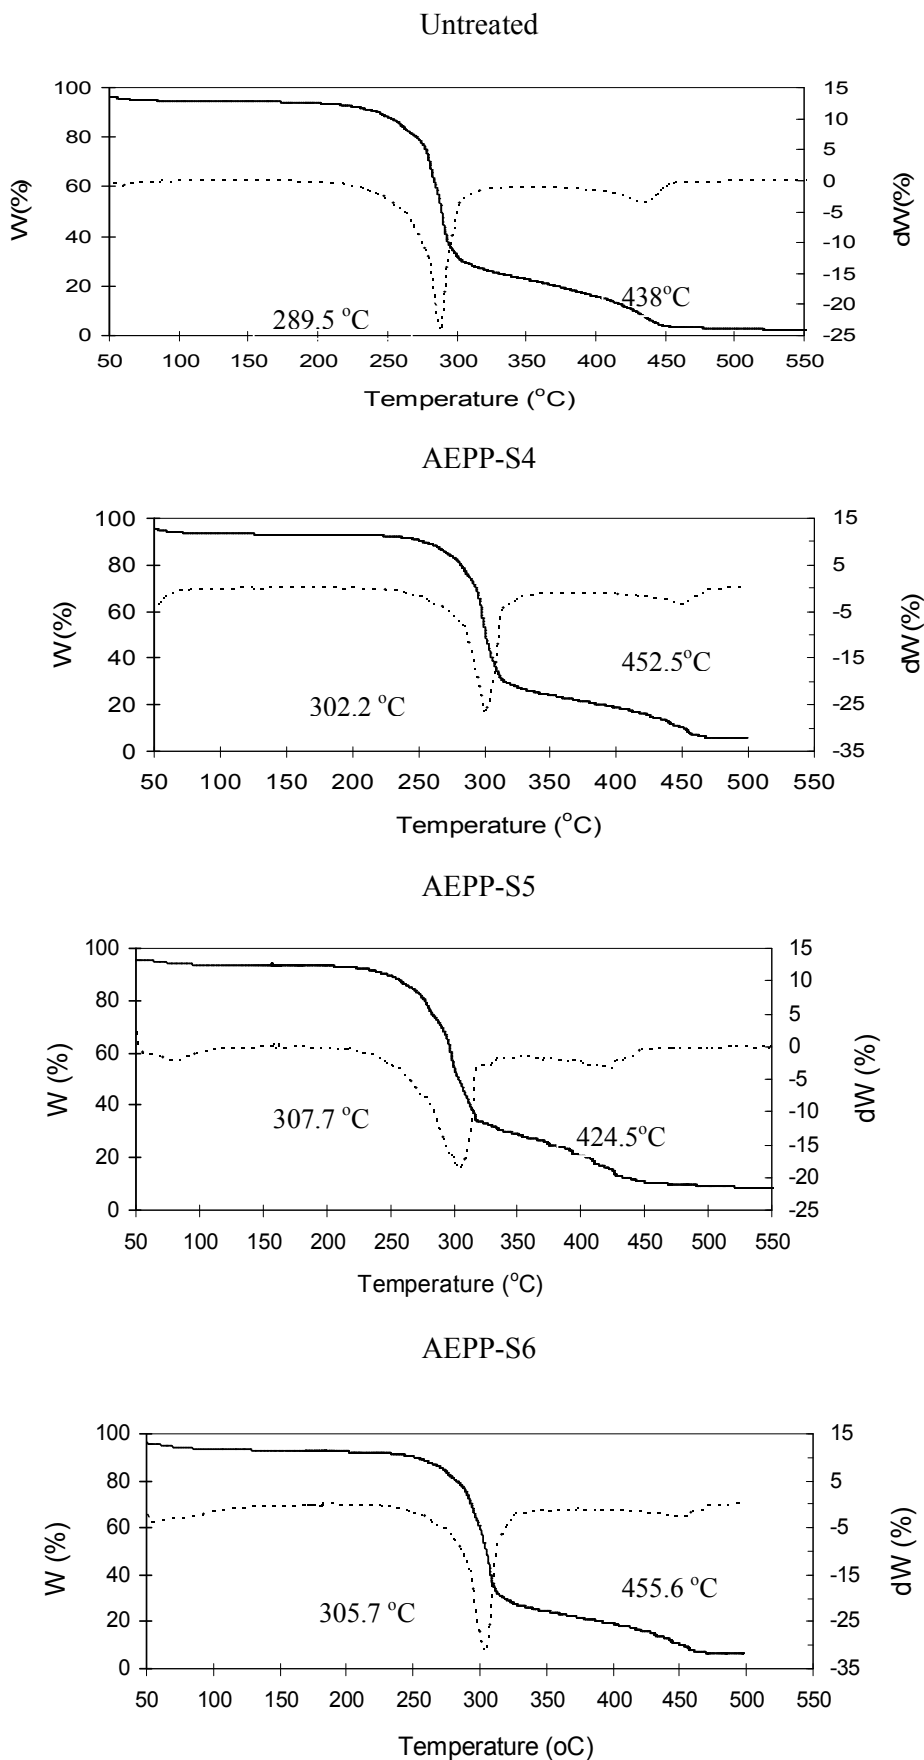 Untreated
100 80 60 40 20 0
W(%)
15 10 5 0 -5 -10 -15 -20 -25
dW(%)
289.5 °C
438°C
50 100 150 200 250 300 350 400 450 500 550
Temperature (°C)
AEPP-S4
100 80 60 40 20 0
W(%)
15 5 -5 -15 -25 -35
dW(%)
452.5°C
302.2 °C
50 100 150 200 250 300 350 400 450 500 550
Temperature (°C)
AEPP-S5
100 80 60 40 20 0
W (%)
15 10 5 0 -5 -10 -15 -20 -25
dW (%)
307.7 °C
424.5°C
50 100 150 200 250 300 350 400 450 500 550
Temperature (°C)
AEPP-S6
100 80 60 40 20 0
W (%)
15 5 -5 -15 -25 -35
dW (%)
455.6 °C
305.7 °C
50 100 150 200 250 300 350 400 450 500 550
Temperature (oC)